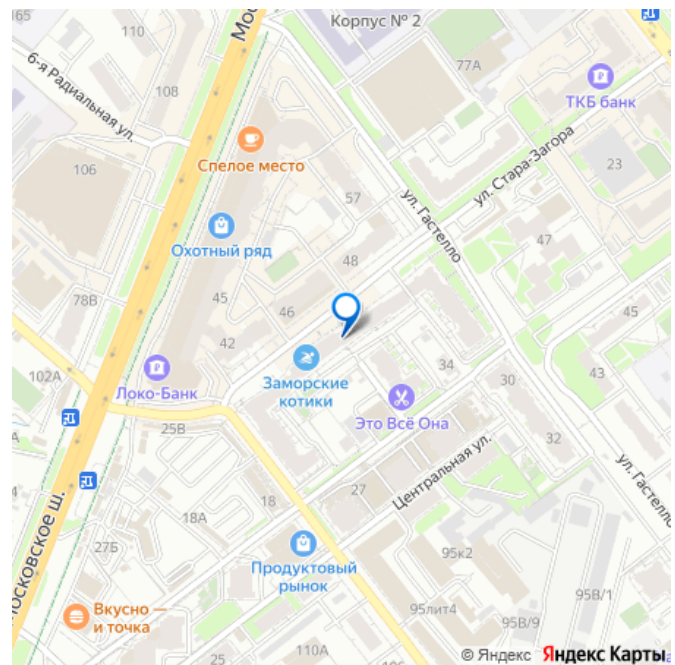 165
110
Корпус № 2
Мос
77А
6-я Радиальная ул.
108
ТКБ банк
106
Спелое место
ул. Стара-Загора
23
57
ул. Гастелло
Охотный ряд
48
47
78В
45
46
45
42
34
43
102А
Локо-Банк
Заморские
котики
30
Это Всё Она
25В
32
Центральная ул.
18
27
ул. Гастелло
18А
Московское ш.
27Б
95к2
Продуктовый
рынок
95В/1
95лит4
95В/9
Вкусно —
и точка
110А
25
© Яндекс Яндекс Карты